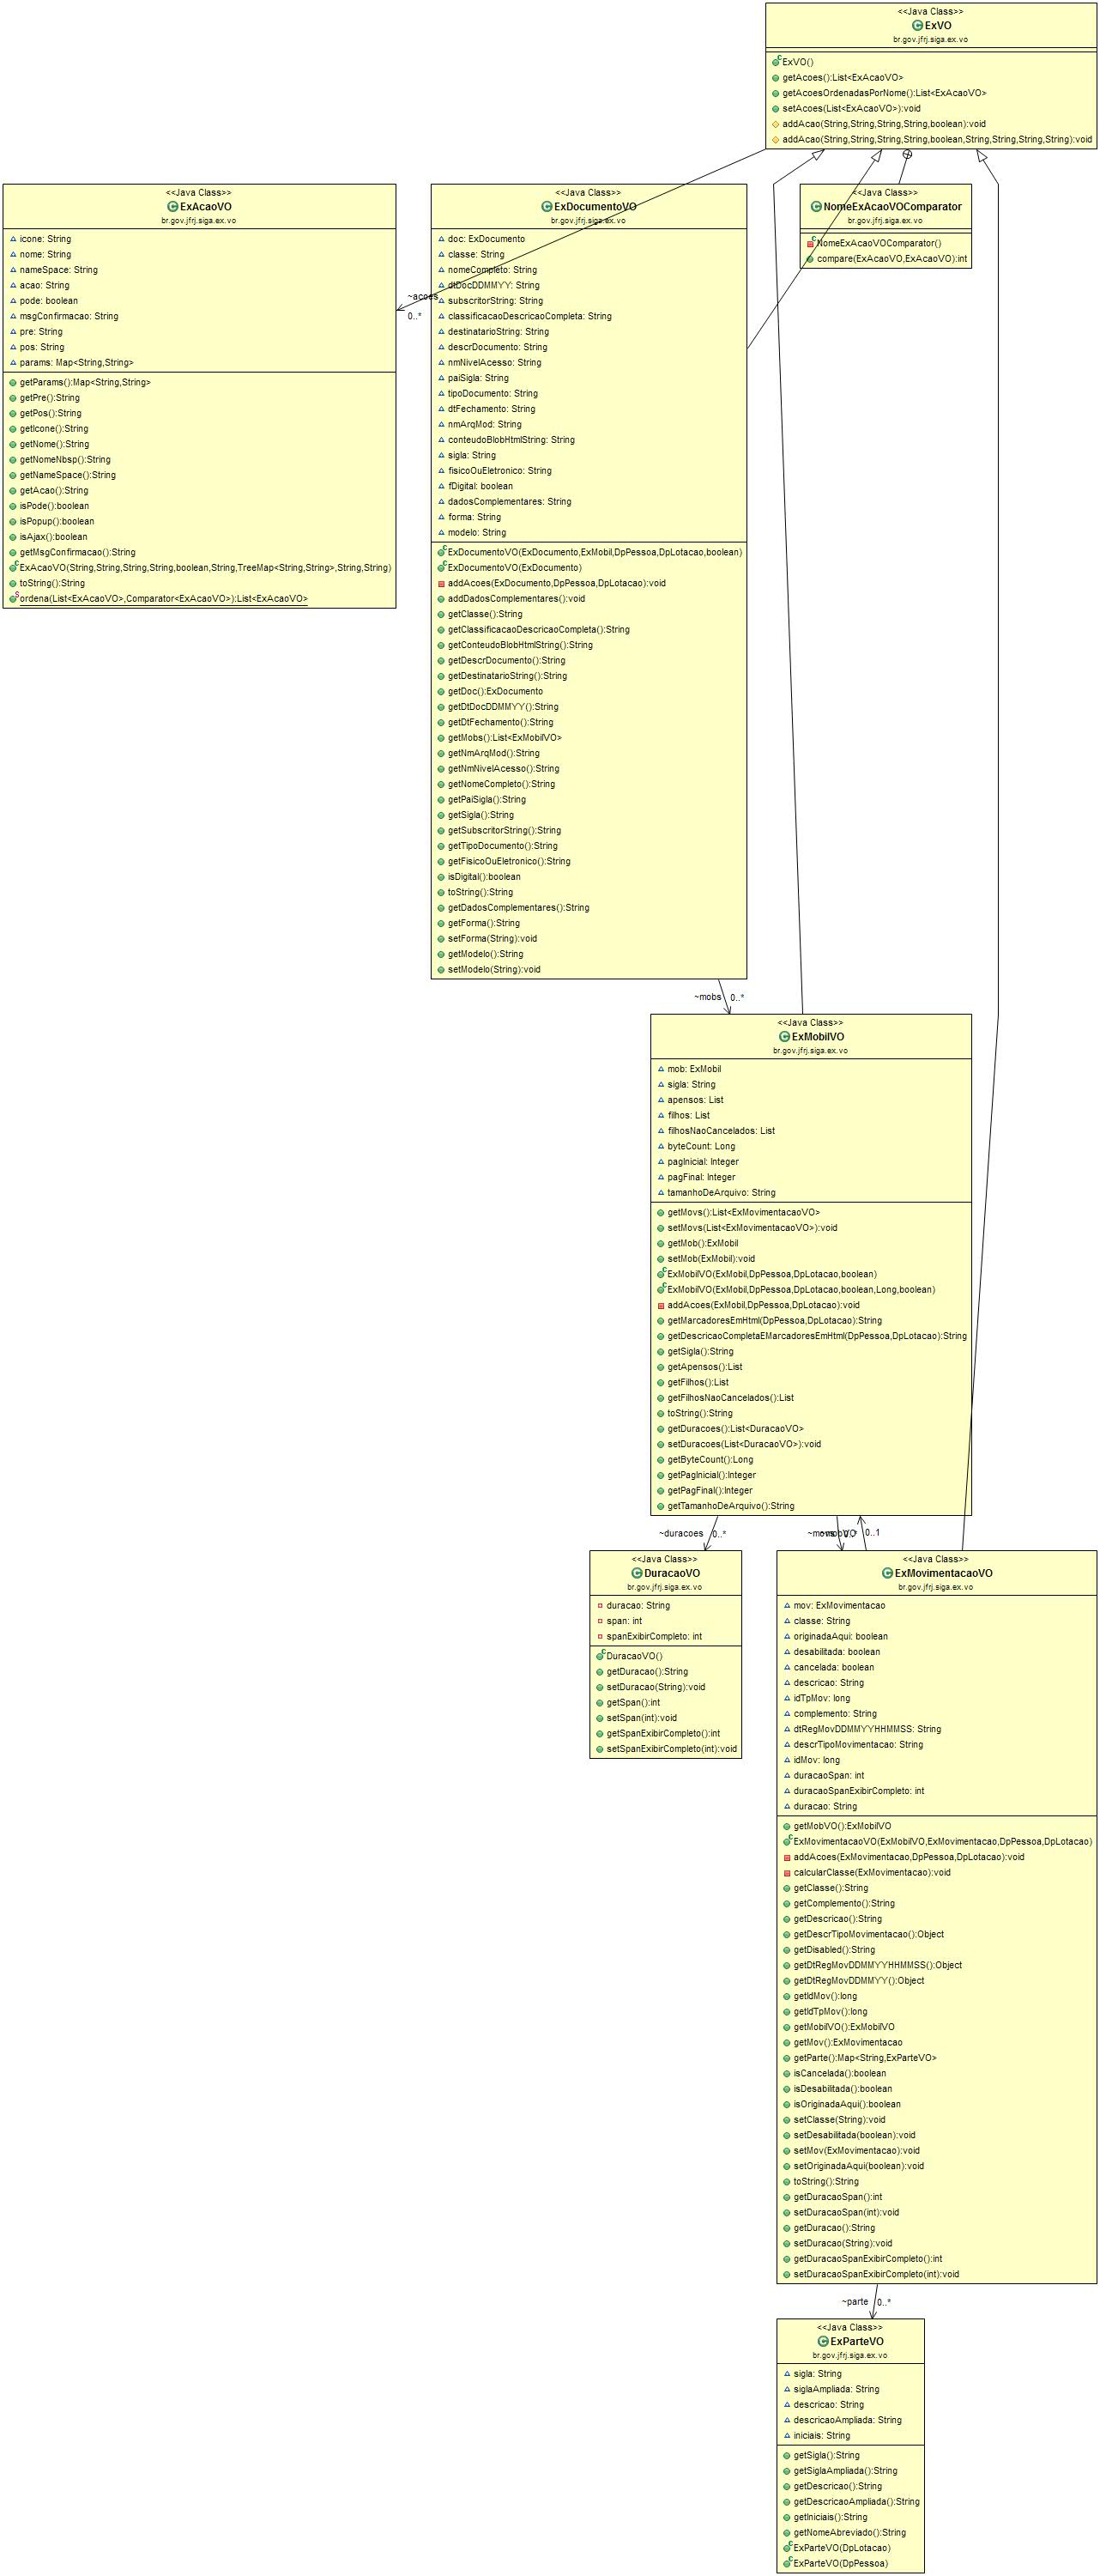 <<Java Class>>
ExVO
br.gov.jfrj.siga.ex.vo
ExVO()
getAcoes():List<ExAcaoVO>
getAcoesOrdenadasPorNome():List<ExAcaoVO>
setAcoes(List<ExAcaoVO>):void
addAcao(String,String,String,String,boolean):void
addAcao(String,String,String,String,boolean,String,String,String,String):void
<<Java Class>>
ExAcaoVO
br.gov.jfrj.siga.ex.vo
icone: String
nome: String
nameSpace: String
acao: String
pode: boolean
msgConfirmacao: String
pre: String
pos: String
params: Map<String,String>
getParams():Map<String,String>
getPre():String
getPos():String
getIcone():String
getNome():String
getNomeNbsp():String
getNameSpace():String
getAcao():String
isPode():boolean
isPopup():boolean
isAjax():boolean
getMsgConfirmacao():String
ExAcaoVO(String,String,String,String,boolean,String,TreeMap<String,String>,String,String)
toString():String
ordena(List<ExAcaoVO>,Comparator<ExAcaoVO>):List<ExAcaoVO>
~acoes
0..*
<<Java Class>>
ExDocumentoVO
br.gov.jfrj.siga.ex.vo
doc: ExDocumento
classe: String
nomeCompleto: String
dtDocDDMMYY: String
subscritorString: String
classificacaoDescricaoCompleta: String
destinatarioString: String
descrDocumento: String
nmNivelAcesso: String
paiSigla: String
tipoDocumento: String
dtFechamento: String
nmArqMod: String
conteudoBlobHtmlString: String
sigla: String
fisicoOuEletronico: String
fDigital: boolean
dadosComplementares: String
forma: String
modelo: String
ExDocumentoVO(ExDocumento,ExMobil,DpPessoa,DpLotacao,boolean)
ExDocumentoVO(ExDocumento)
addAcoes(ExDocumento,DpPessoa,DpLotacao):void
addDadosComplementares():void
getClasse():String
getClassificacaoDescricaoCompleta():String
getConteudoBlobHtmlString():String
getDescrDocumento():String
getDestinatarioString():String
getDoc():ExDocumento
getDtDocDDMMYY():String
getDtFechamento():String
getMobs():List<ExMobilVO>
getNmArqMod():String
getNmNivelAcesso():String
getNomeCompleto():String
getPaiSigla():String
getSigla():String
getSubscritorString():String
getTipoDocumento():String
getFisicoOuEletronico():String
isDigital():boolean
toString():String
getDadosComplementares():String
getForma():String
setForma(String):void
getModelo():String
setModelo(String):void
<<Java Class>>
NomeExAcaoVOComparator
br.gov.jfrj.siga.ex.vo
NomeExAcaoVOComparator()
compare(ExAcaoVO,ExAcaoVO):int
~mobs 0..*
<<Java Class>>
ExMobilVO
br.gov.jfrj.siga.ex.vo
mob: ExMobil
sigla: String
apensos: List
filhos: List
filhosNaoCancelados: List
byteCount: Long
pagInicial: Integer
pagFinal: Integer
tamanhoDeArquivo: String
getMovs():List<ExMovimentacaoVO>
setMovs(List<ExMovimentacaoVO>):void
getMob():ExMobil
setMob(ExMobil):void
ExMobilVO(ExMobil,DpPessoa,DpLotacao,boolean)
ExMobilVO(ExMobil,DpPessoa,DpLotacao,boolean,Long,boolean)
addAcoes(ExMobil,DpPessoa,DpLotacao):void
getMarcadoresEmHtml(DpPessoa,DpLotacao):String
getDescricaoCompletaEMarcadoresEmHtml(DpPessoa,DpLotacao):String
getSigla():String
getApensos():List
getFilhos():List
getFilhosNaoCancelados():List
toString():String
getDuracoes():List<DuracaoVO>
setDuracoes(List<DuracaoVO>):void
getByteCount():Long
getPagInicial():Integer
getPagFinal():Integer
getTamanhoDeArquivo():String
~duracoes 0..*
0..1
<<Java Class>>
DuracaoVO
br.gov.jfrj.siga.ex.vo
duracao: String
span: int
spanExibirCompleto: int
DuracaoVO()
getDuracao():String
setDuracao(String):void
getSpan():int
setSpan(int):void
getSpanExibirCompleto():int
setSpanExibirCompleto(int):void
<<Java Class>>
ExMovimentacaoVO
br.gov.jfrj.siga.ex.vo
mov: ExMovimentacao
classe: String
originadaAqui: boolean
desabilitada: boolean
cancelada: boolean
descricao: String
idTpMov: long
complemento: String
dtRegMovDDMMYYHHMMSS: String
descrTipoMovimentacao: String
idMov: long
duracaoSpan: int
duracaoSpanExibirCompleto: int
duracao: String
getMobVO():ExMobilVO
ExMovimentacaoVO(ExMobilVO,ExMovimentacao,DpPessoa,DpLotacao)
addAcoes(ExMovimentacao,DpPessoa,DpLotacao):void
calcularClasse(ExMovimentacao):void
getClasse():String
getComplemento():String
getDescricao():String
getDescrTipoMovimentacao():Object
getDisabled():String
getDtRegMovDDMMYYHHMMSS():Object
getDtRegMovDDMMYY():Object
getIdMov():long
getIdTpMov():long
getMobilVO():ExMobilVO
getMov():ExMovimentacao
getParte():Map<String,ExParteVO>
isCancelada():boolean
isDesabilitada():boolean
isOriginadaAqui():boolean
setClasse(String):void
setDesabilitada(boolean):void
setMov(ExMovimentacao):void
setOriginadaAqui(boolean):void
toString():String
getDuracaoSpan():int
setDuracaoSpan(int):void
getDuracao():String
setDuracao(String):void
getDuracaoSpanExibirCompleto():int
setDuracaoSpanExibirCompleto(int):void
~parte 0..*
<<Java Class>>
ExParteVO
br.gov.jfrj.siga.ex.vo
sigla: String
siglaAmpliada: String
descricao: String
descricaoAmpliada: String
iniciais: String
getSigla():String
getSiglaAmpliada():String
getDescricao():String
getDescricaoAmpliada():String
getIniciais():String
getNomeAbreviado():String
ExParteVO(DpLotacao)
ExParteVO(DpPessoa)